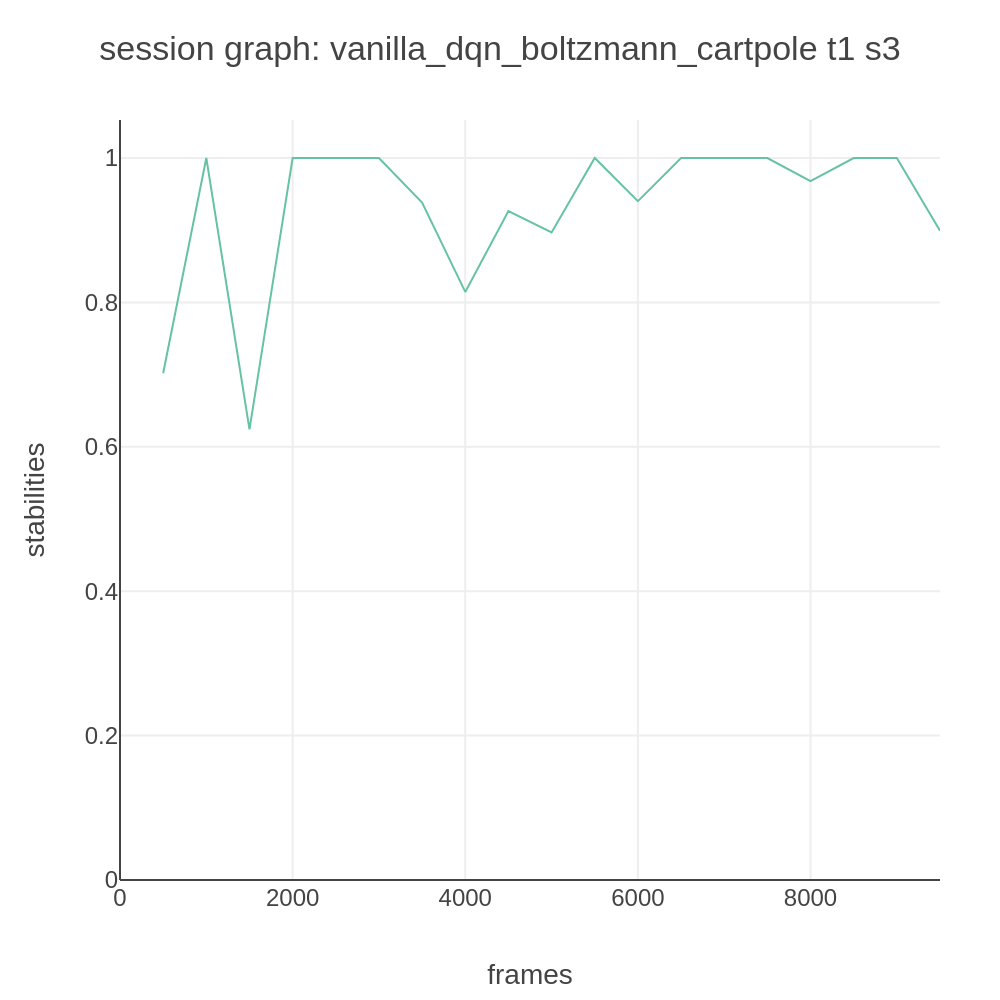 session graph: vanilla_dqn_boltzmann_cartpole t1 s3
1
0.8
0.6
0.4
0.2
0
stabilities
0 2000 4000 6000 8000
frames